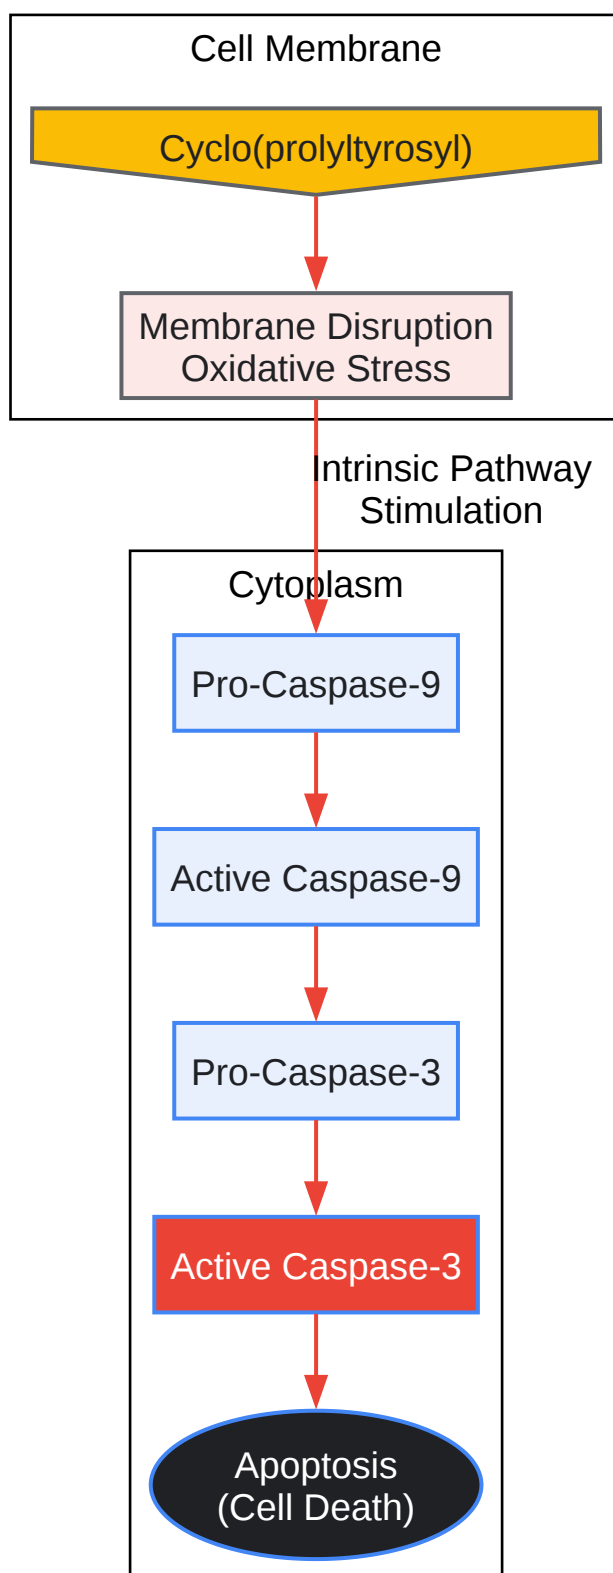 Cell Membrane
Cyclo(prolyltyrosyl)
Membrane Disruption
Oxidative Stress
Intrinsic Pathway
Stimulation
Cytoplasm
Pro-Caspase-9
Active Caspase-9
Pro-Caspase-3
Active Caspase-3
Apoptosis
(Cell Death)